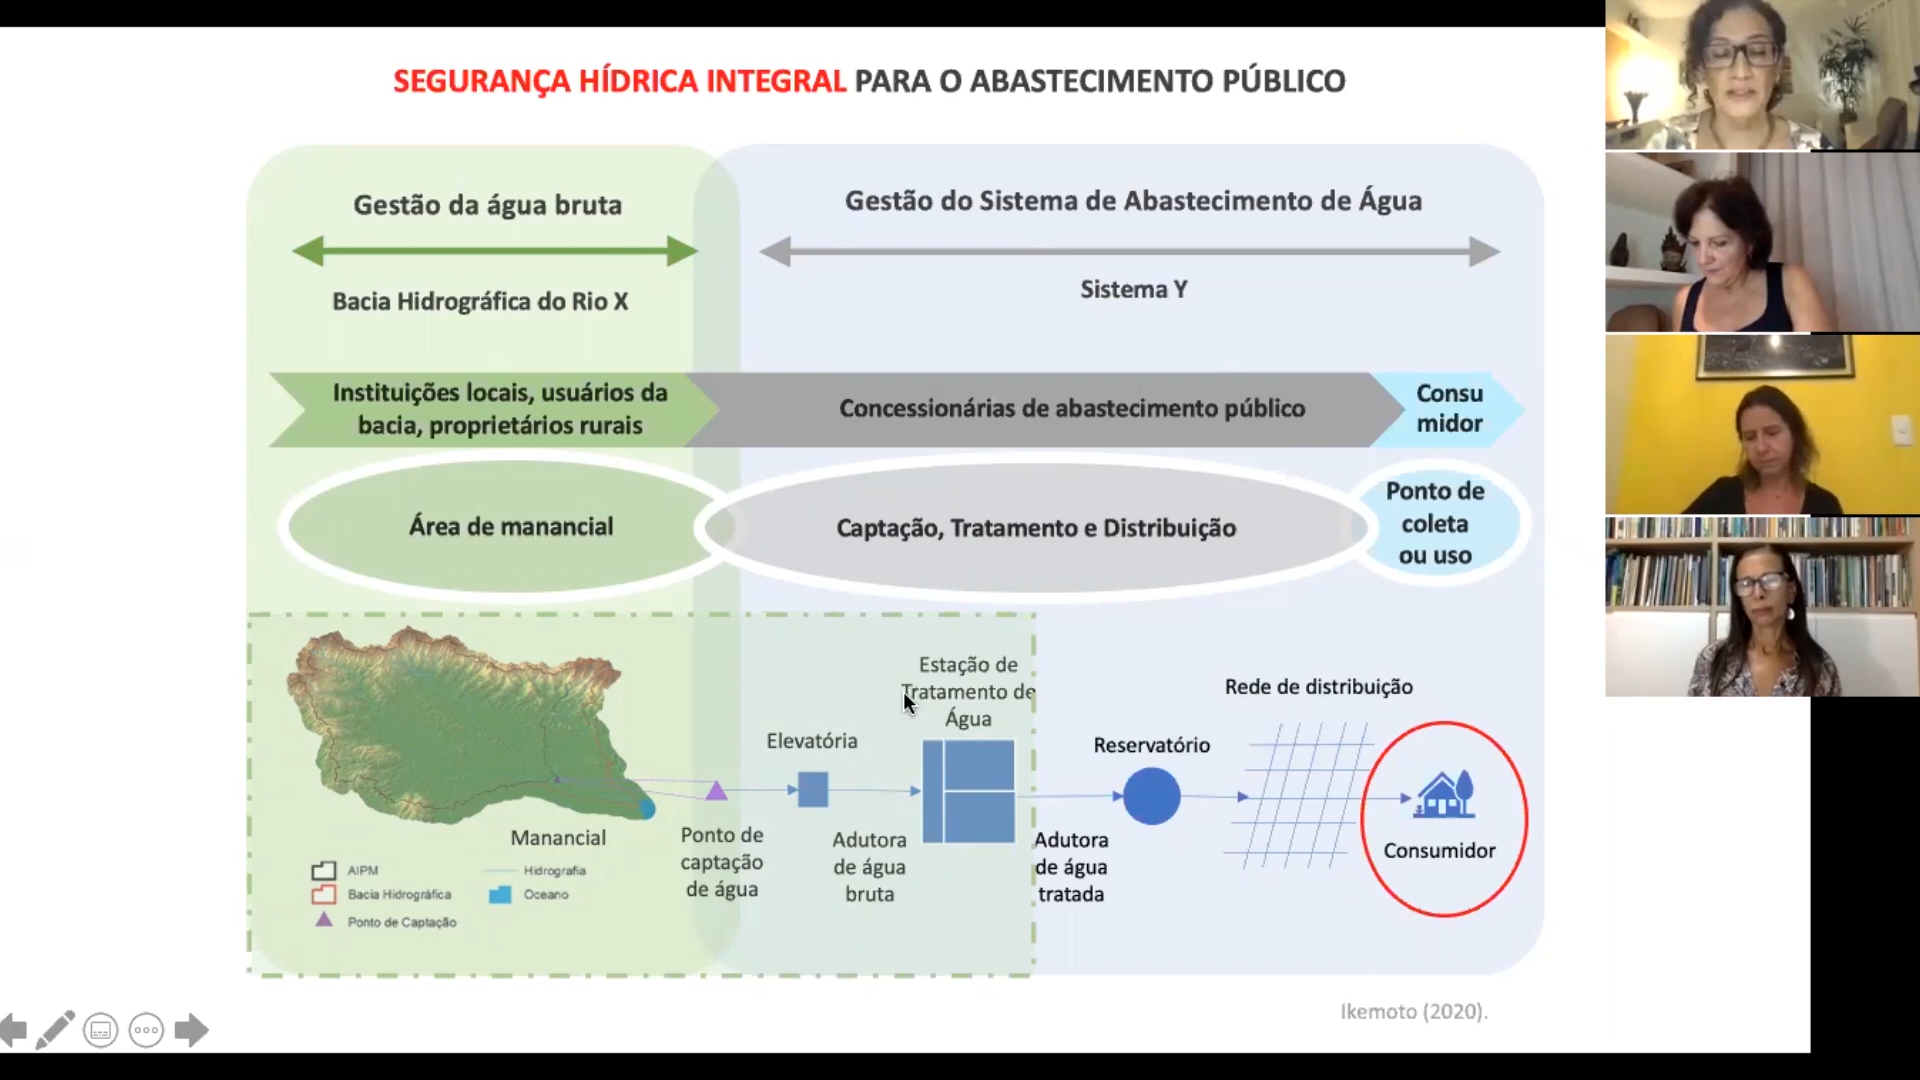 SEGURANÇA HÍDRICA INTEGRAL PARA O ABASTECIMENTO PÚBLICO
Gestão da água bruta
Gestão do Sistema de Abastecimento de Água
Bacia Hidrográfica do Rio X
Sistema Y
Instituições locais, usuários da
bacia, proprietários rurais
Concessionárias de abastecimento público
Consu
midor
Área de manancial
Captação, Tratamento e Distribuição
Ponto de
coleta
ou uso
Estação de
Tratamento de
Água
Elevatória
Reservatório
Rede de distribuição
Manancial
Ponto de
captação
de água
Adutora
de água
bruta
Adutora
de água
tratada
Consumidor
AIPM
Bacia Hidrográfica
Ponto de Captação
Hidrografia
Oceano
Ikemoto (2020).